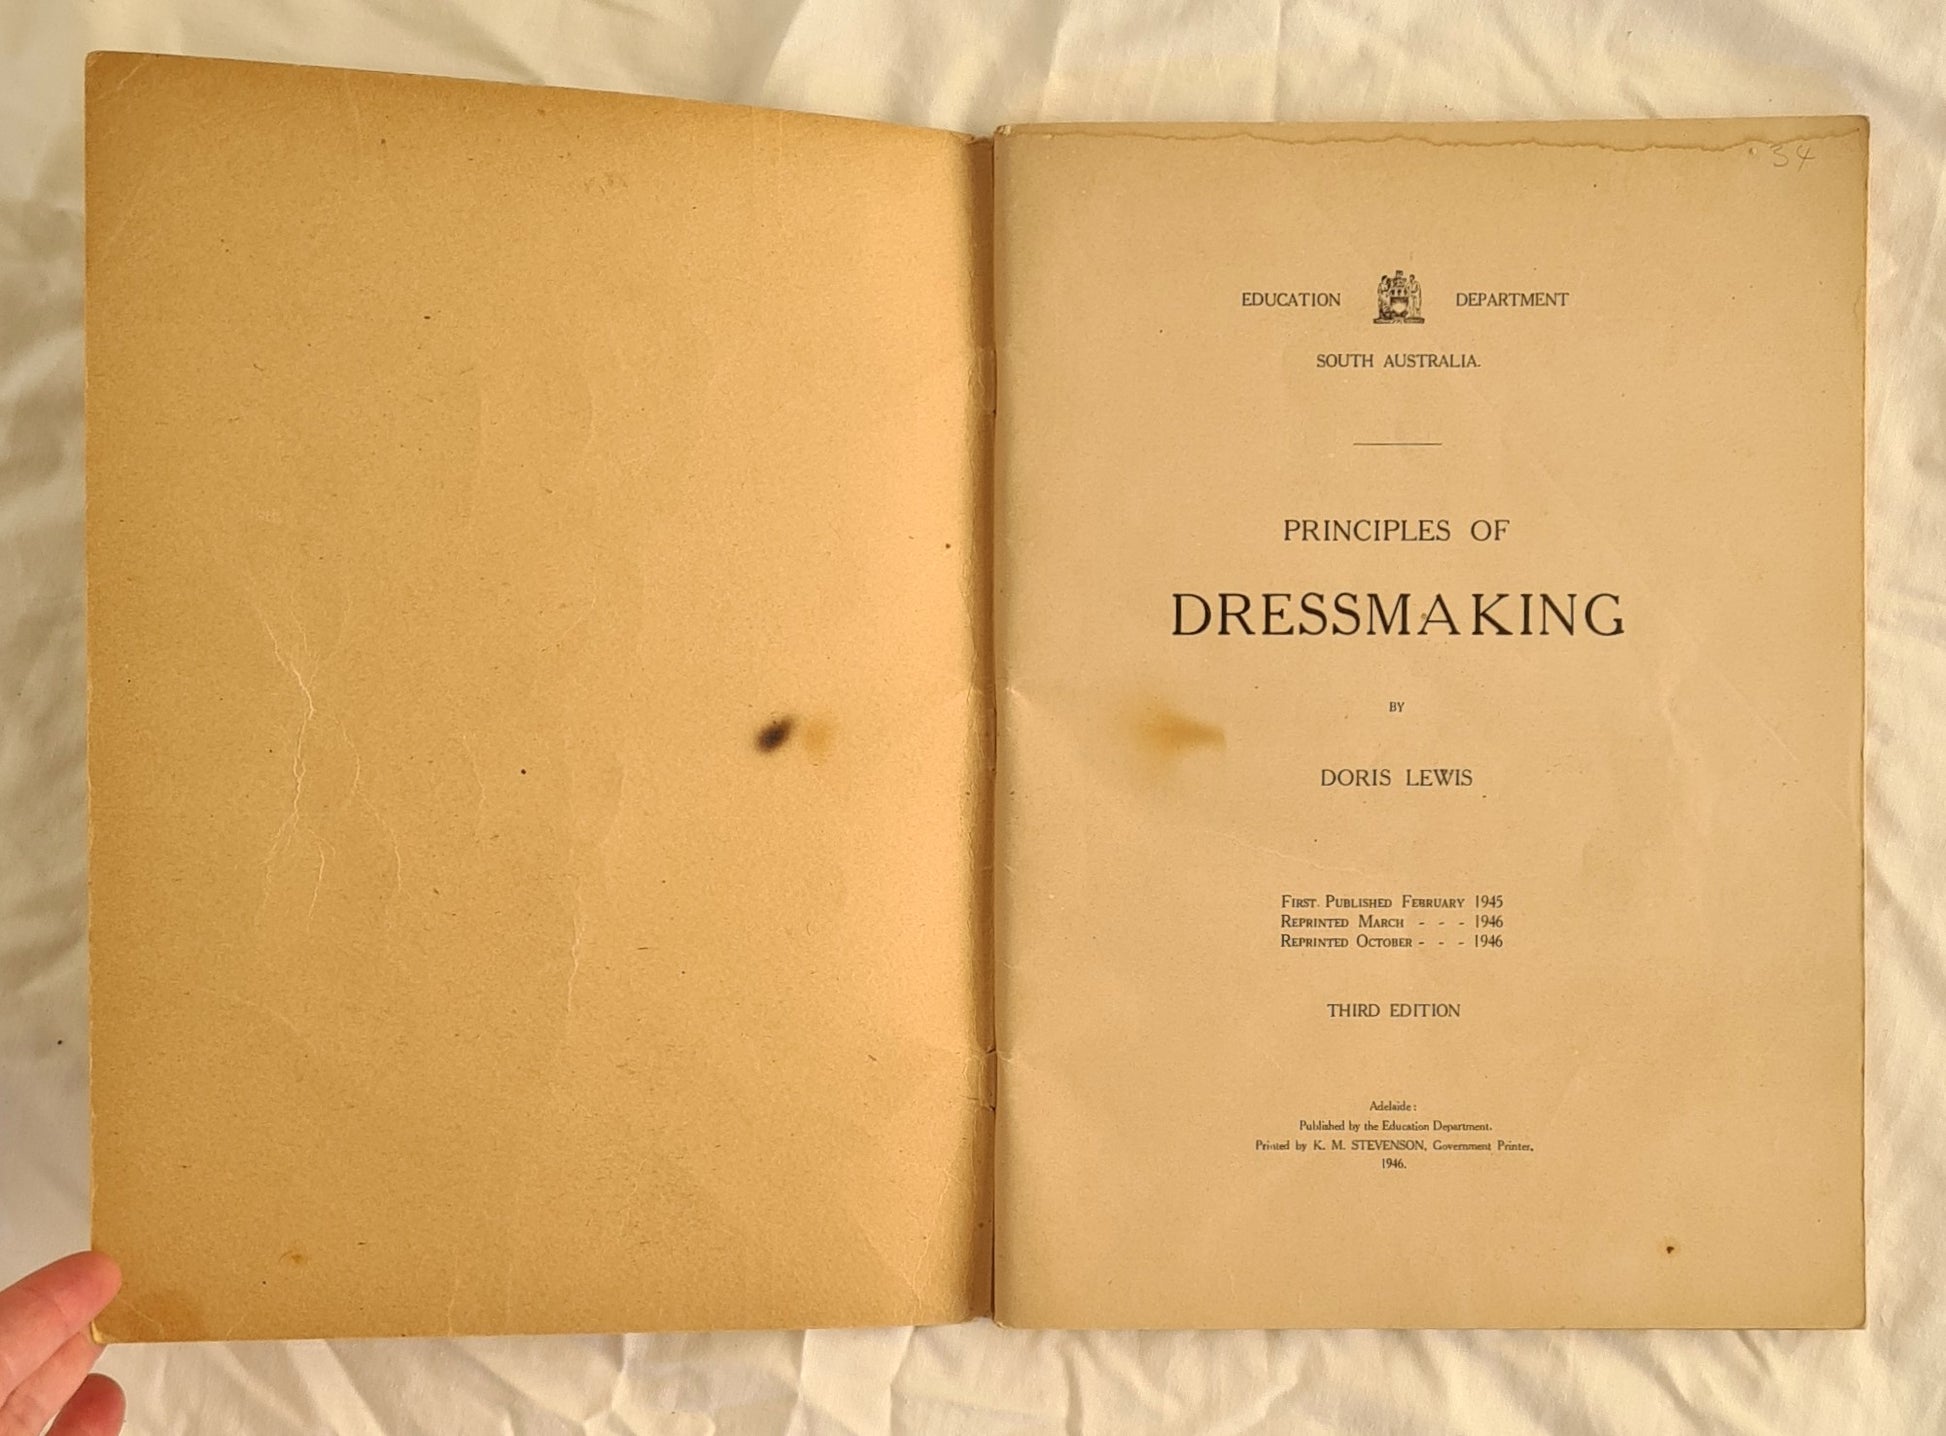 34
EDUCATION DEPARTMENT
SOUTH AUSTRALIA.
PRINCIPLES OF
DRESSMAKING
BY
DORIS LEWIS
FIRST PUBLISHED FEBRUARY 1945
REPRINTED MARCH - - - 1946
REPRINTED OCTOBER - - - 1946
THIRD EDITION
Adelaide:
Published by the Education Department.
Printed by K. M. STEVENSON, Government Printer,
1946.